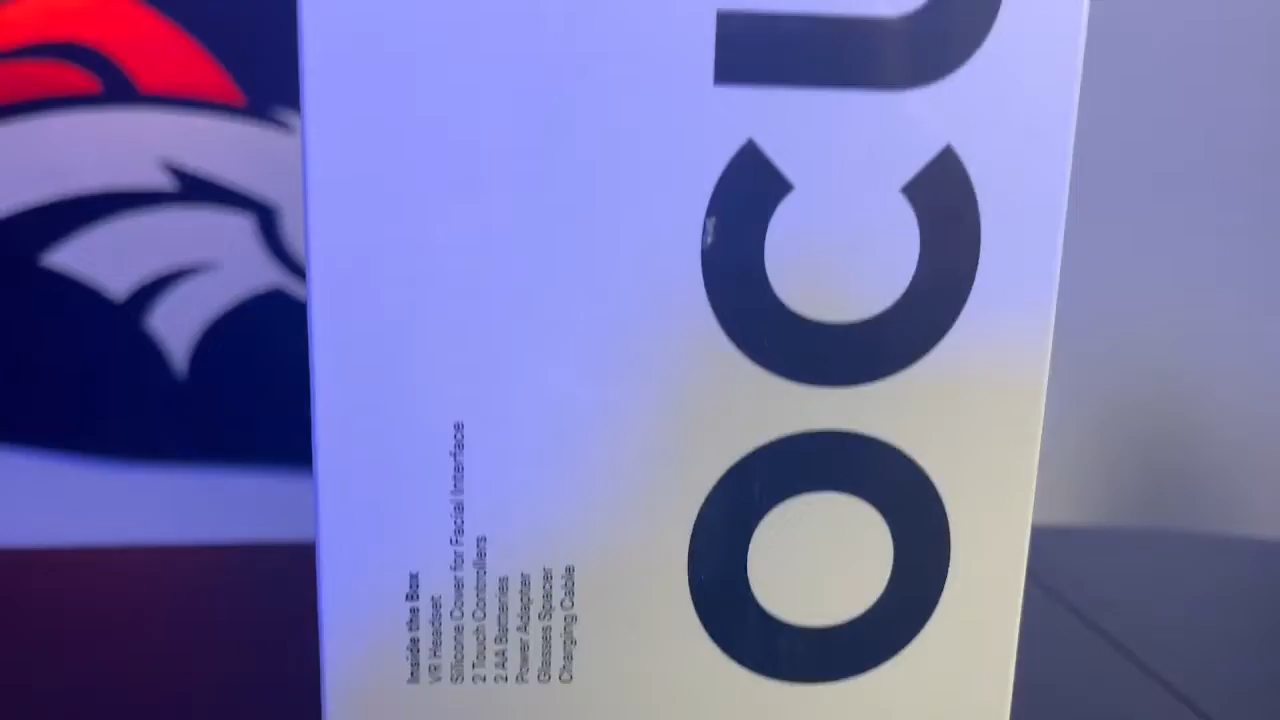 Inside the Box
VR Headset
Silicone Cover for Facial Interface
2 Touch Controllers
2 AA Batteries
Power Adapter
Glasses Spacer
Charging Cable
OCU